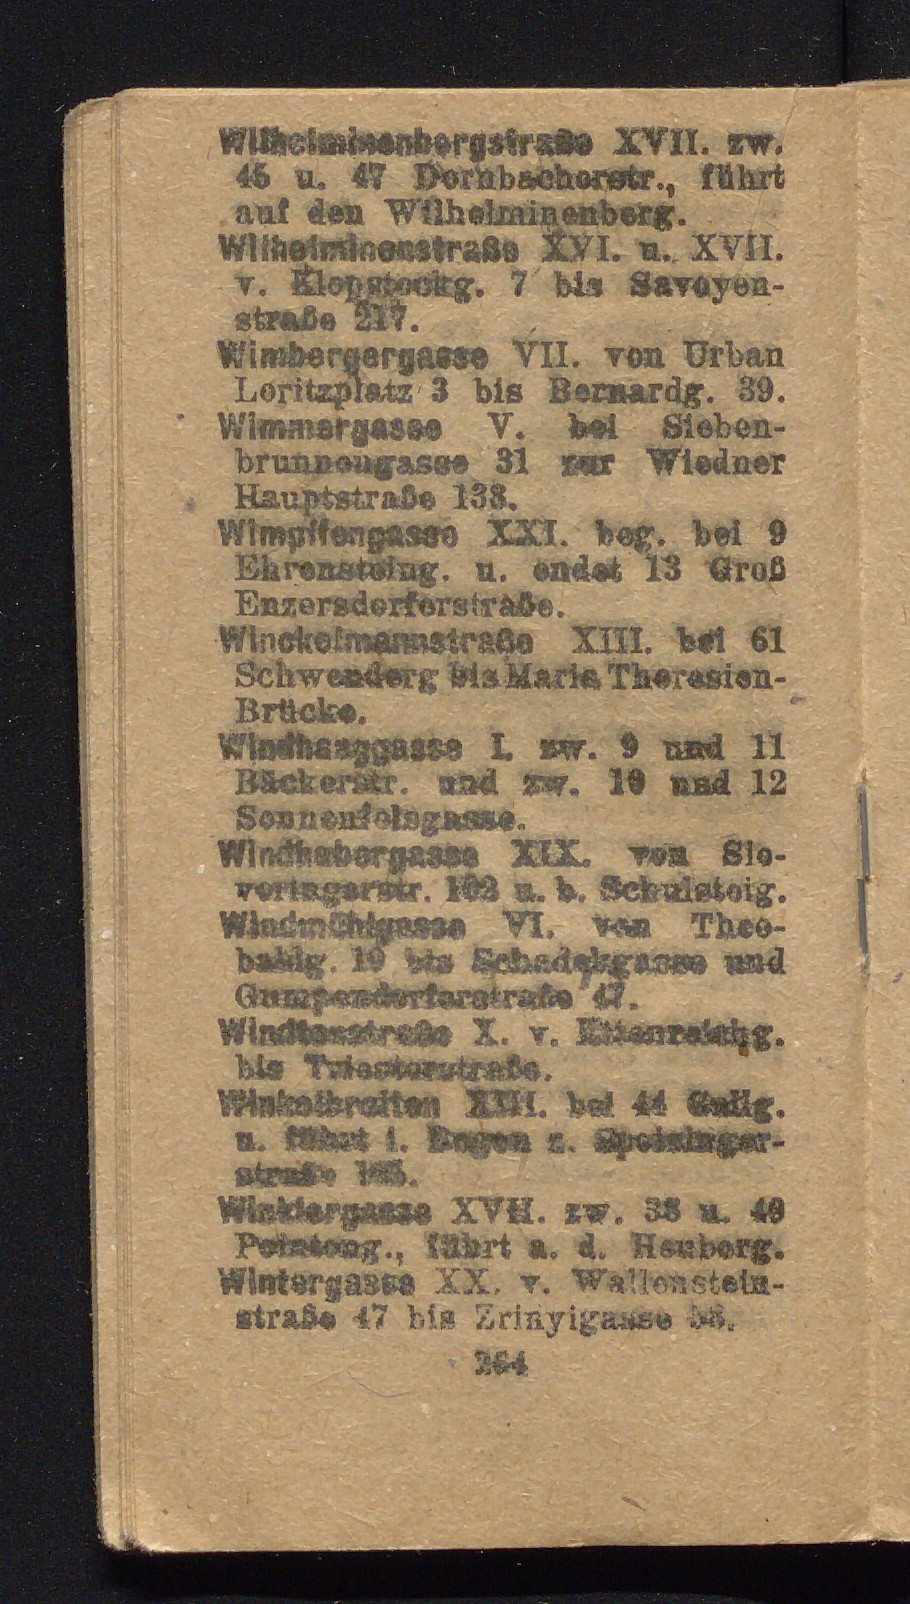 Wilhelminenbergstraße XVII. zw.
45 u. 47 Dornbacherstr., führt
auf den Wilhelminenberg.
Wilhelminenstraße XVI. u. XVII.
v. Klopstockg. 7 bis Savoyen-
straße 217.
Wimbergergasse VII. von Urban
Loritzplatz 3 bis Bernardg. 39.
Wimmergasse V. bei Sieben-
brunnengasse 31 zur Wiedner
Hauptstraße 138.
Wimpffengasse XXI. beg. bei 9
Ehrensteing. u. endet 13 Groß
Enzersdorferstraße.
Winckelmannstraße XIII. bei 61
Schwenderg bis Maria Theresien-
Brücke.
Windhaaggasse I. zw. 9 und 11
Bäckerstr. und zw. 10 und 12
Sonnenfelsgasse.
Windhabergasse XIX. von Sie-
veringerstr. 102 u. b. Schulsteig.
Windmühlgasse VI. von Theo-
baldg. 19 bis Schadekgasse und
Gumpendorferstraße 47.
Windtenstraße X. v. Ettenreichg.
bis Triesterstraße.
Winkelbreiten XIII. bei 44 Gallg.
u. führt i. Bogen z. Speisinger-
straße
Winklergasse XVII. zw. 38 u. 40
Pointeng., führt a. d. Heuberg.
Wintergasse XX. v. Wallenstein-
straße 47 bis Zrinyigasse
264